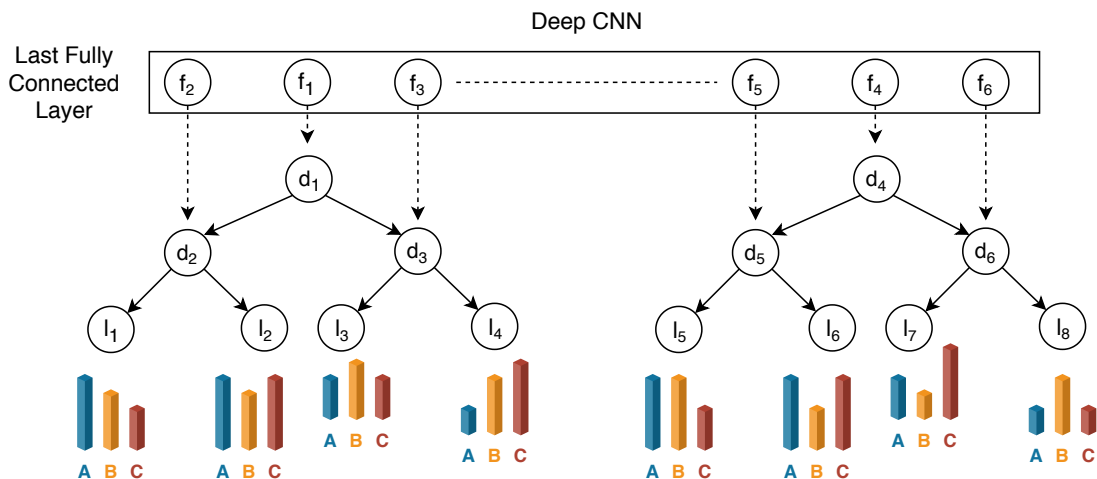 Deep CNN
Last Fully
Connected
Layer
f₂ f₁ f₃ f₅ f₄ f₆
d₁ d₄
d₂ d₃ d₅ d₆
l₁ l₂ l₃ l₄ l₅ l₆ l₇ l₈
A B C
A B C
A B C
A B C
A B C
A B C
A B C
A B C